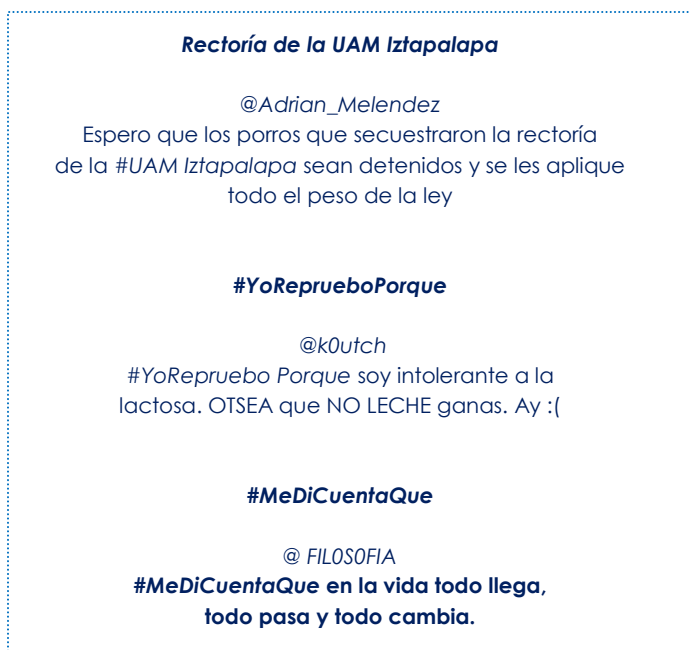 Rectoría de la UAM Iztapalapa
@Adrian_Melendez
Espero que los porros que secuestraron la rectoría
de la #UAM Iztapalapa sean detenidos y se les aplique
todo el peso de la ley
#YoReprueboPorque
@k0utch
#YoRepruebo Porque soy intolerante a la
lactosa. OTSEA que NO LECHE ganas. Ay :(
#MeDiCuentaQue
@ FIL0S0FIA
#MeDiCuentaQue en la vida todo llega,
todo pasa y todo cambia.